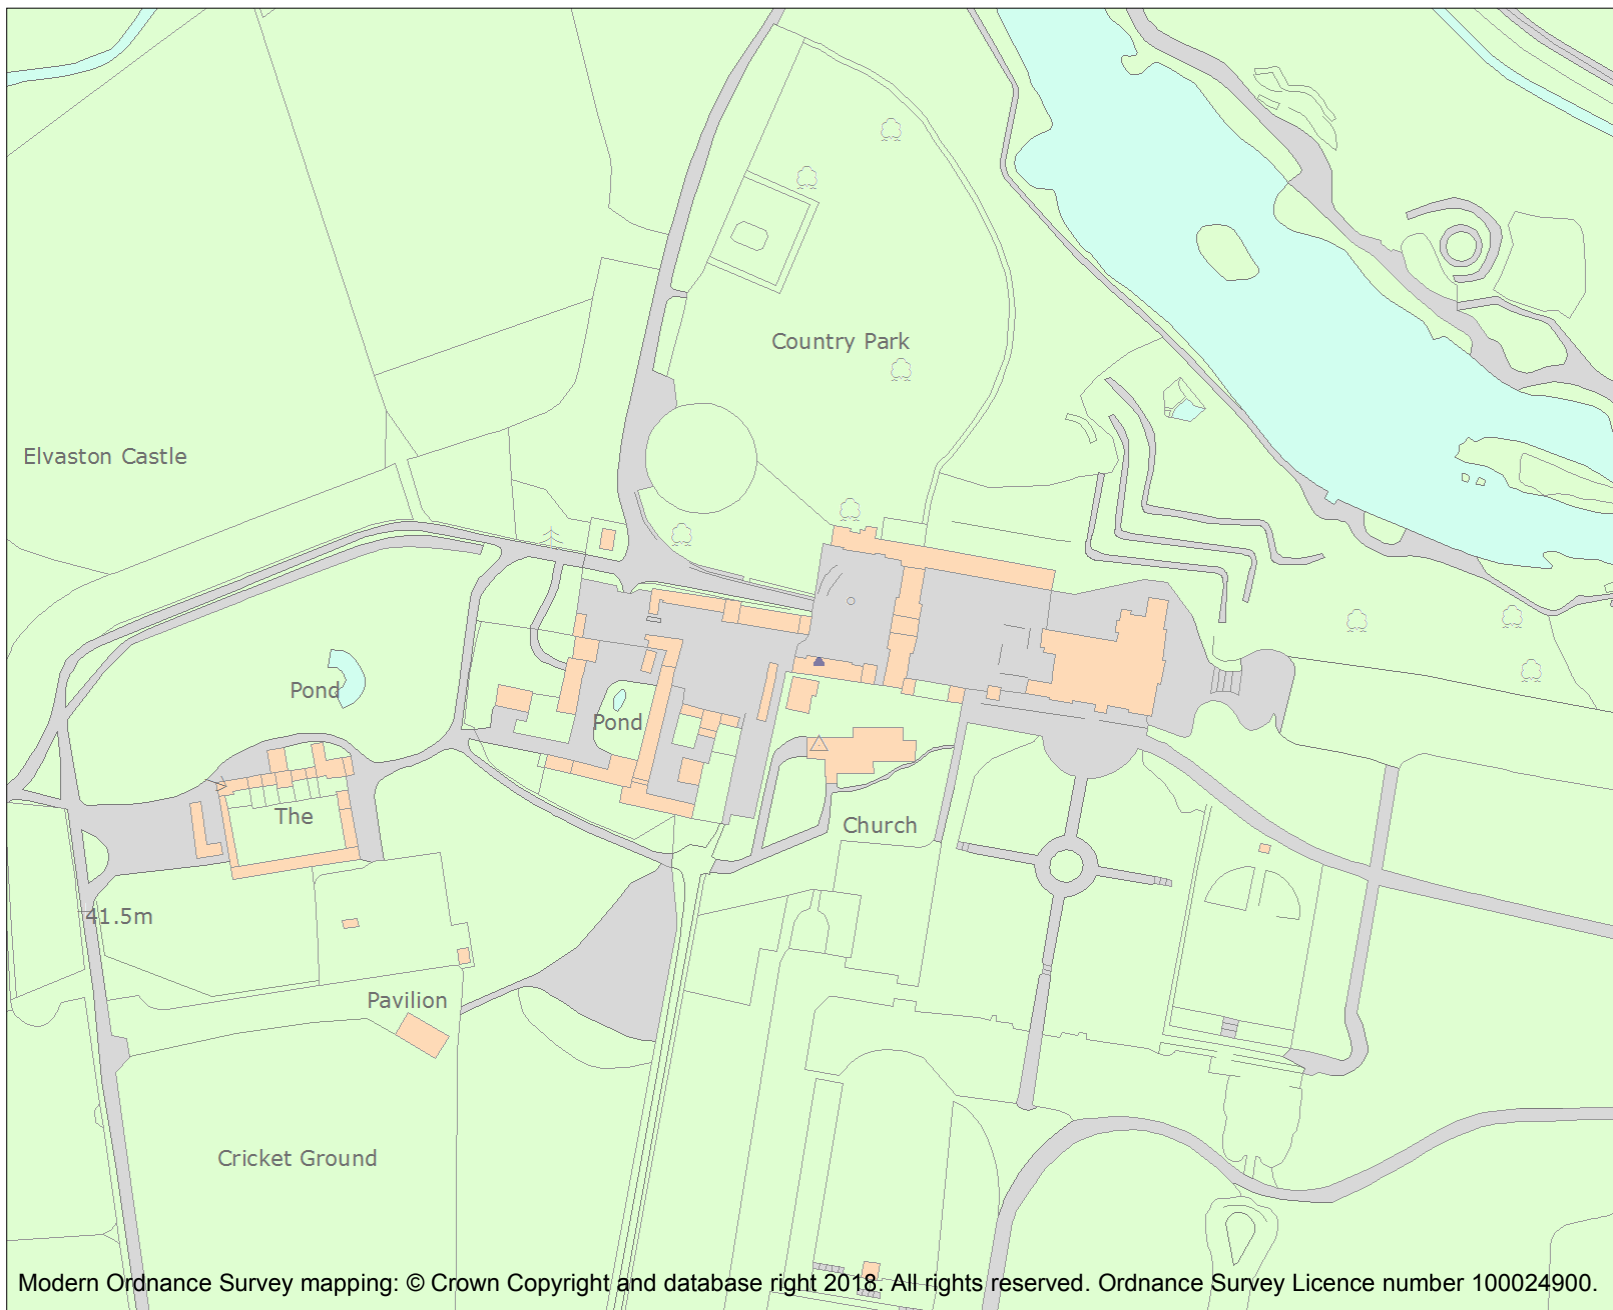 Country Park
Elvaston Castle
Pond
Pond
The
Church
41.5m
Pavilion
Cricket Ground
Modern Ordnance Survey mapping: © Crown Copyright and database right 2018. All rights reserved. Ordnance Survey Licence number 100024900.